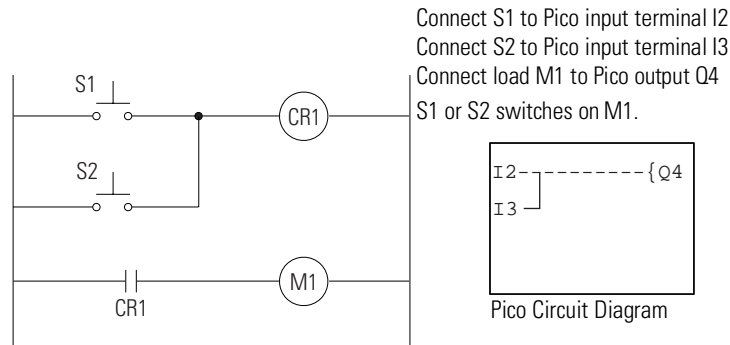 Connect S1 to Pico input terminal I2
Connect S2 to Pico input terminal I3
Connect load M1 to Pico output Q4
S1 or S2 switches on M1.
S1
CR1
S2
CR1
M1
I2-----------{Q4
I3
Pico Circuit Diagram